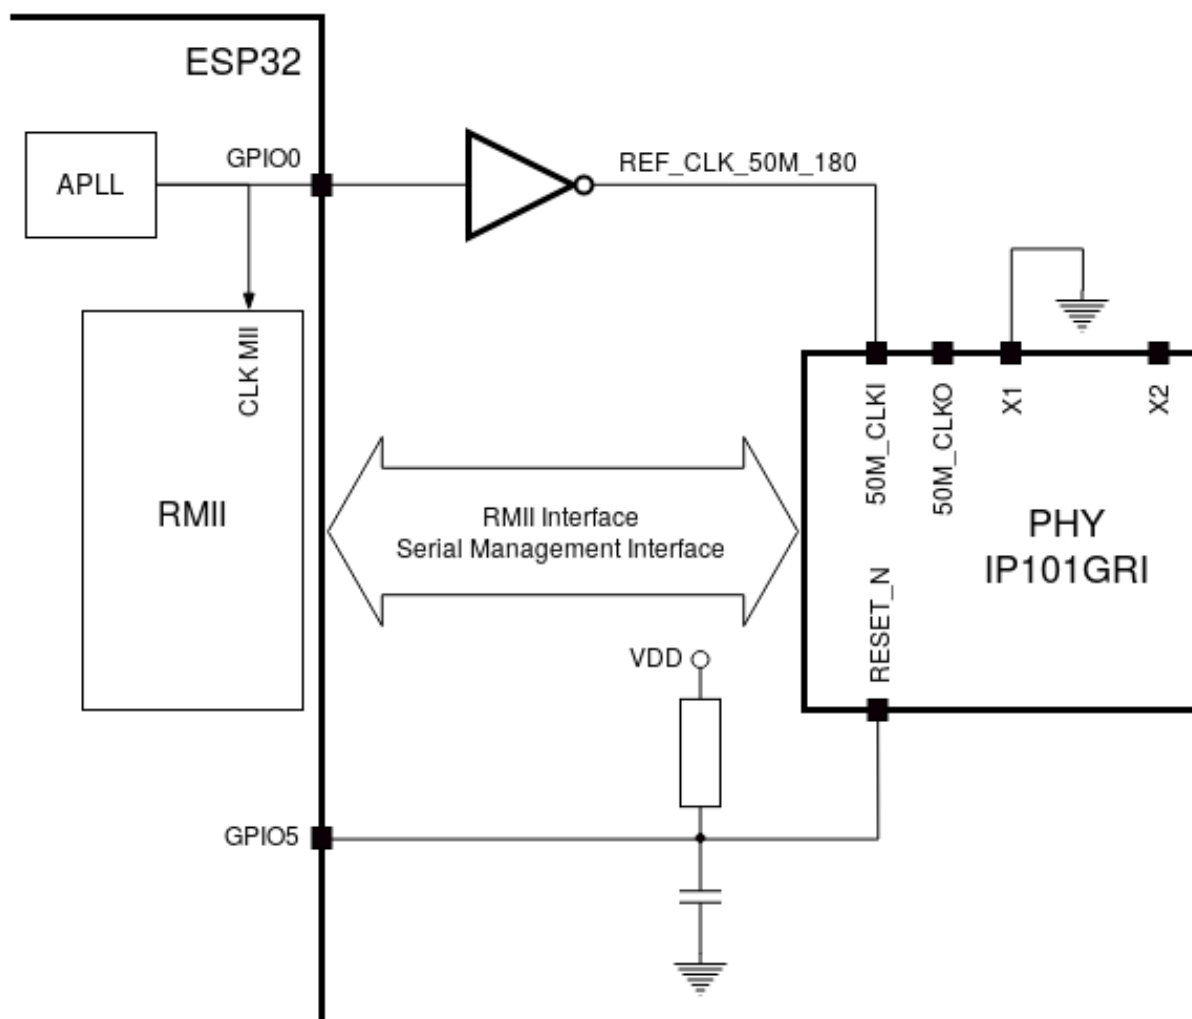 ESP32
APLL
GPIO0
REF_CLK_50M_180
CLK MII
RMII
RMII Interface
Serial Management Interface
50M_CLKI
50M_CLKO
X1
X2
PHY
IP101GRI
RESET_N
VDD
GPIO5